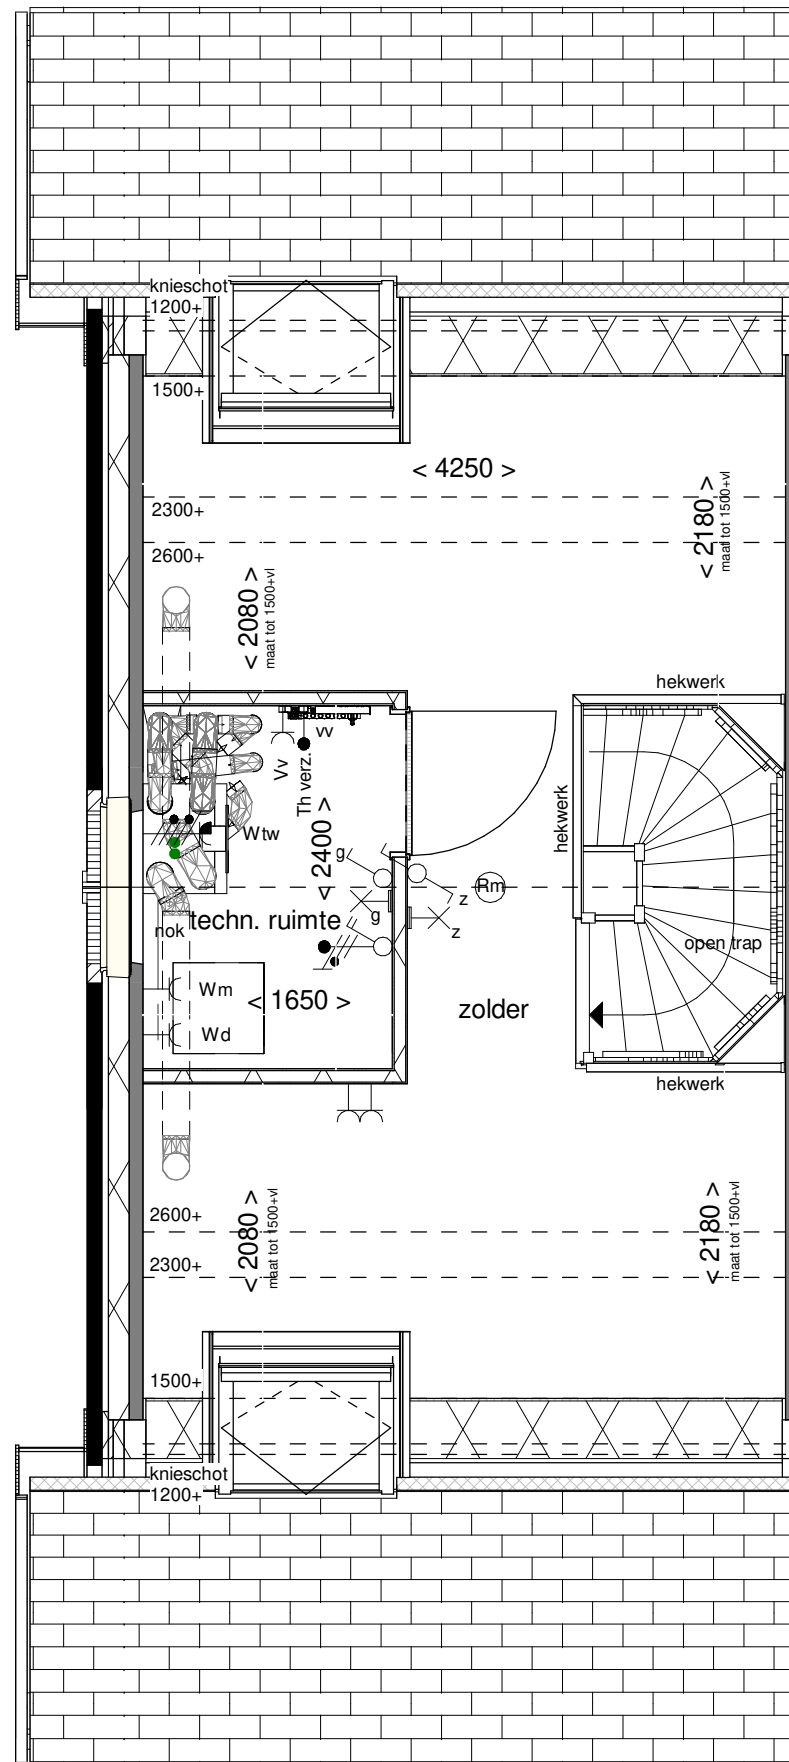 knieschot
1200+
1500+
< 4250 >
2300+
2600+
< 2180 >
maat tot 1500+vl
< 2080 >
maat tot 1500+vl
hekwerk
vv
Vv
Th verz.
Wtw
< 2400 >
hekwerk
g
g
z
z
Rm
nok
techn. ruimte
open trap
Wm
< 1650 >
Wd
zolder
hekwerk
2600+
2300+
< 2080 >
maat tot 1500+vl
< 2180 >
maat tot 1500+vl
1500+
knieschot
1200+